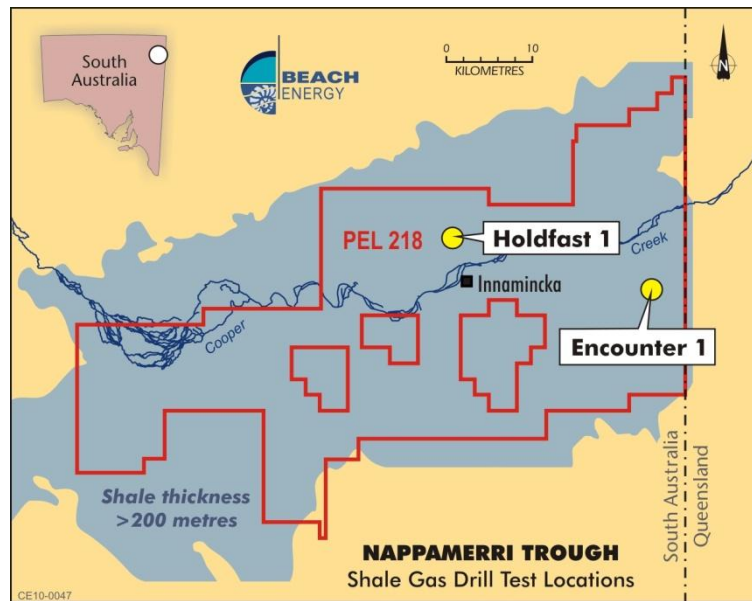 South
Australia
BEACH
ENERGY
0 10
KILOMETRES
N
PEL 218
Holdfast 1
Creek
Innamincka
Cooper
Encounter 1
Shale thickness
>200 metres
South Australia
Queensland
NAPPAMERRI TROUGH
Shale Gas Drill Test Locations
CE10-0047